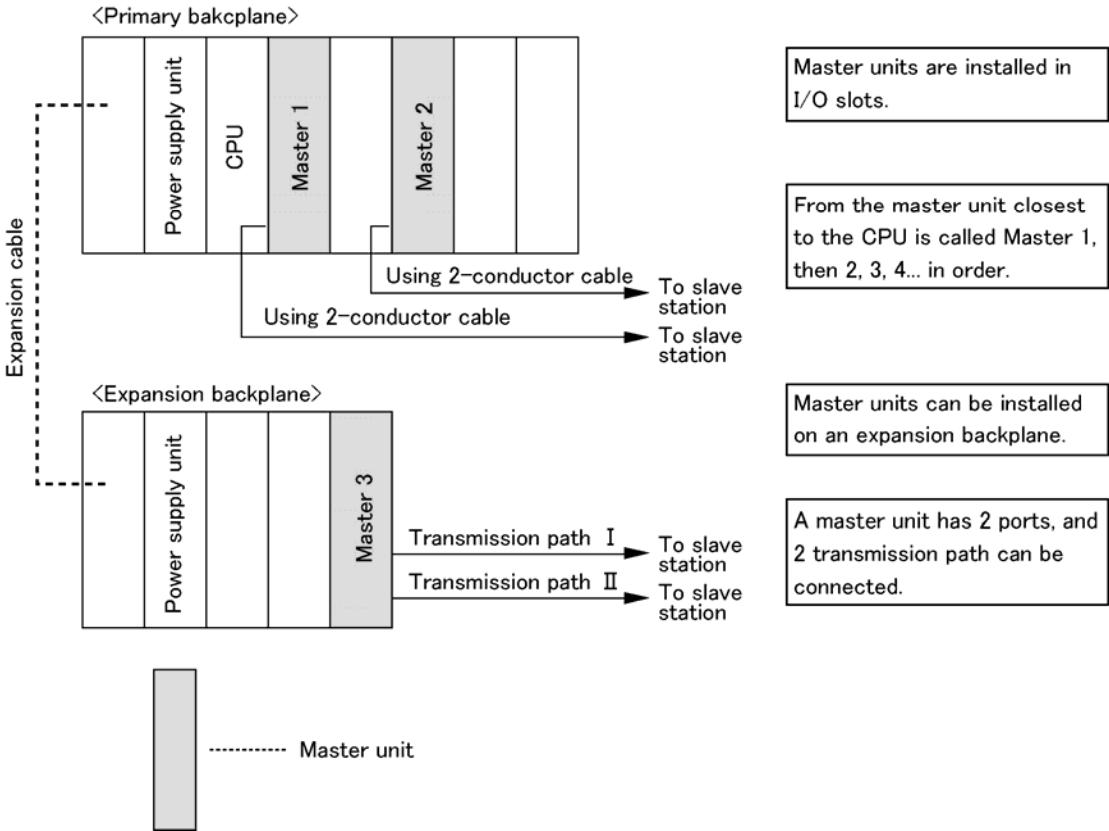 <Primary bakcplane>
Power supply unit
CPU
Master 1
Master 2
Expansion cable
Using 2-conductor cable
To slave
station
Using 2-conductor cable
To slave
station
<Expansion backplane>
Power supply unit
Master 3
Transmission path Ⅰ
To slave
station
Transmission path Ⅱ
To slave
station
Master unit
Master units are installed in
I/O slots.
From the master unit closest
to the CPU is called Master 1,
then 2, 3, 4... in order.
Master units can be installed
on an expansion backplane.
A master unit has 2 ports, and
2 transmission path can be
connected.